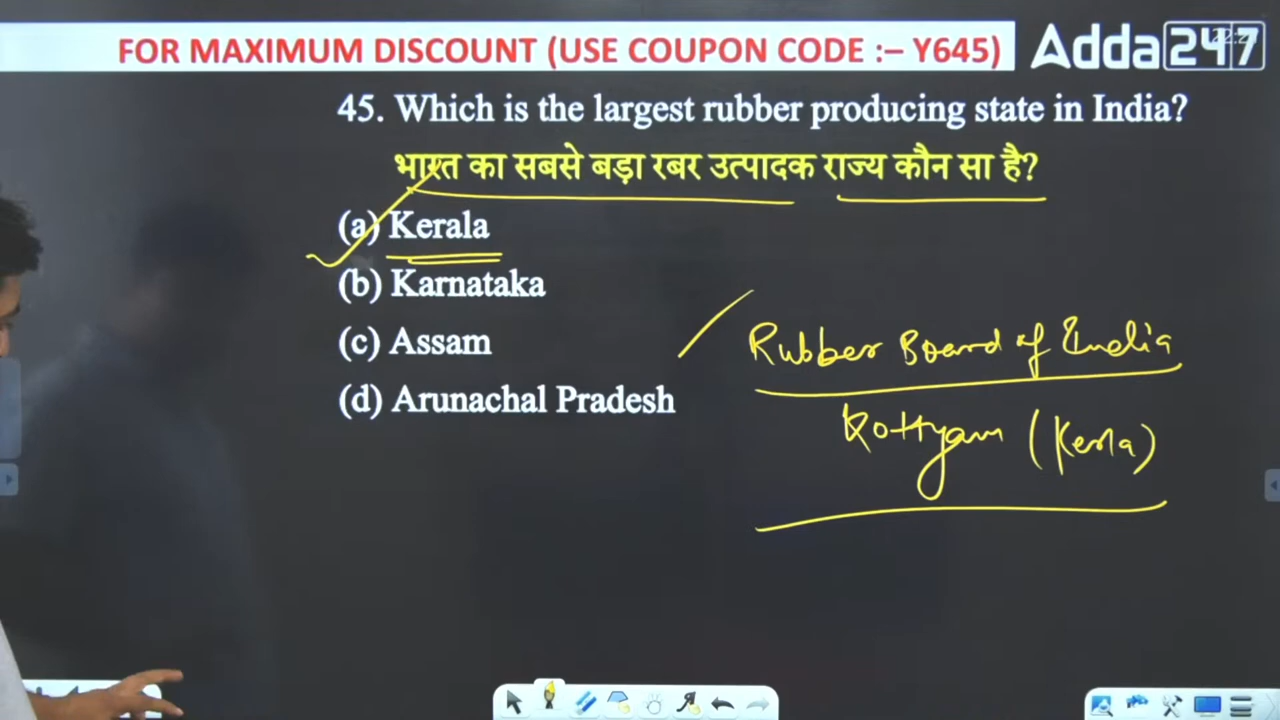 FOR MAXIMUM DISCOUNT (USE COUPON CODE :– Y645)
Adda247
45. Which is the largest rubber producing state in India?
भारत का सबसे बड़ा रबर उत्पादक राज्य कौन सा है?
(a) Kerala
(b) Karnataka
(c) Assam
(d) Arunachal Pradesh
Rubber Board of India
Kottyam (Kerla)